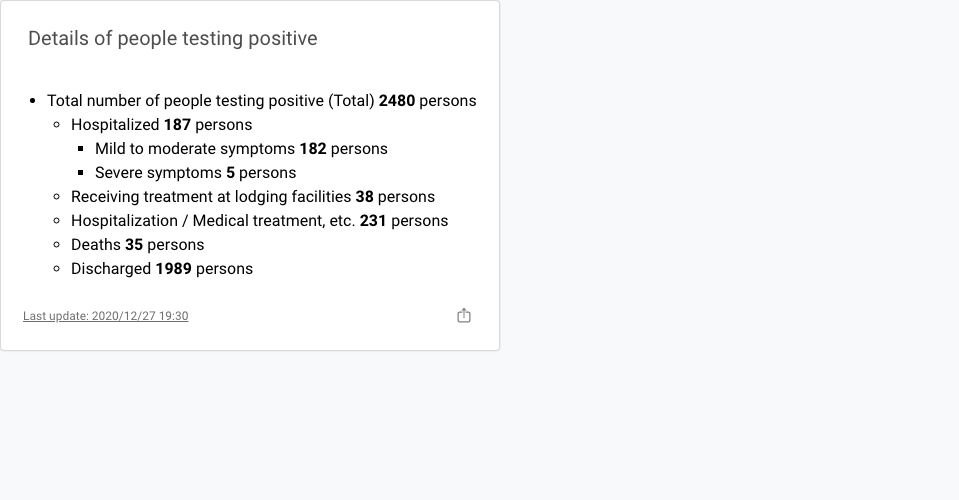 Details of people testing positive
Total number of people testing positive (Total) 2480 persons
Hospitalized 187 persons
Mild to moderate symptoms 182 persons
Severe symptoms 5 persons
Receiving treatment at lodging facilities 38 persons
Hospitalization / Medical treatment, etc. 231 persons
Deaths 35 persons
Discharged 1989 persons
Last update: 2020/12/27 19:30